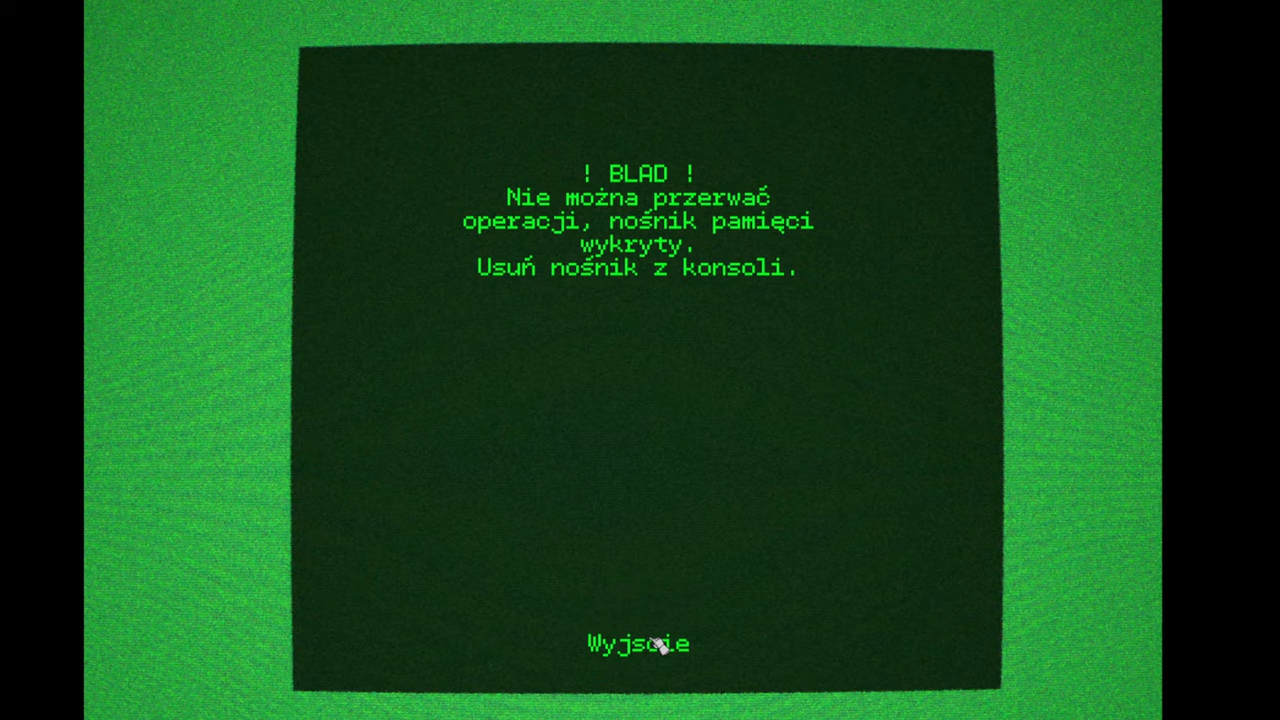 ! BLAD !
Nie można przerwać
operacji, nośnik pamięci
wykryty.
Usuń nośnik z konsoli.
Wyjscie